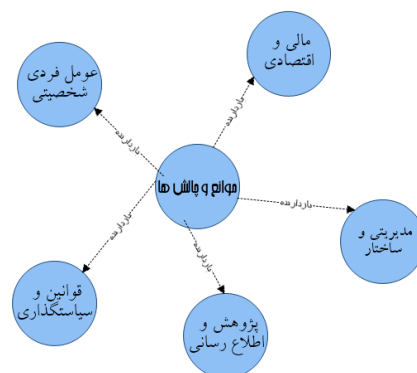 مالی و
اقتصادی
عومل فردی
شخصیتی
بازدارنده
بازدارنده
موانع و چالش ها
بازدارنده
مدیریتی و
ساختار
بازدارنده
بازدارنده
قوانین و
سیاستگذاری
پژوهش و
اطلاع رسانی